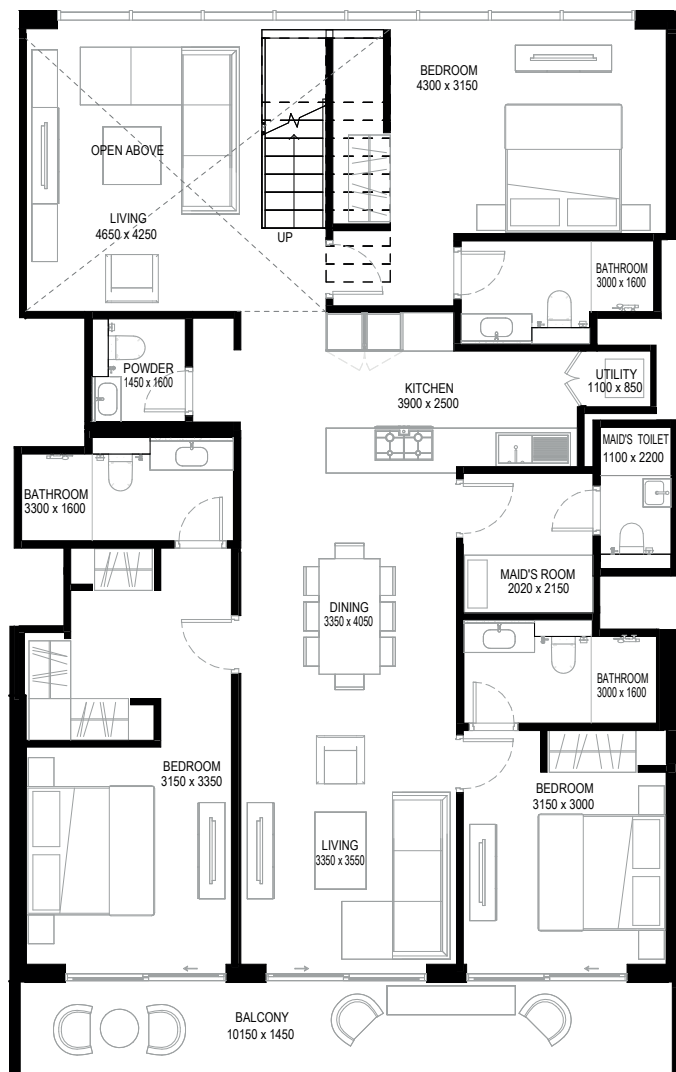 BEDROOM
4300 x 3150
OPEN ABOVE
LIVING
4650 x 4250
UP
BATHROOM
3000 x 1600
POWDER
1450 x 1600
KITCHEN
3900 x 2500
UTILITY
1100 x 850
MAID'S TOILET
1100 x 2200
BATHROOM
3300 x 1600
MAID'S ROOM
2020 x 2150
DINING
3350 x 4050
BATHROOM
3000 x 1600
BEDROOM
3150 x 3350
BEDROOM
3150 x 3000
LIVING
3350 x 3550
BALCONY
10150 x 1450